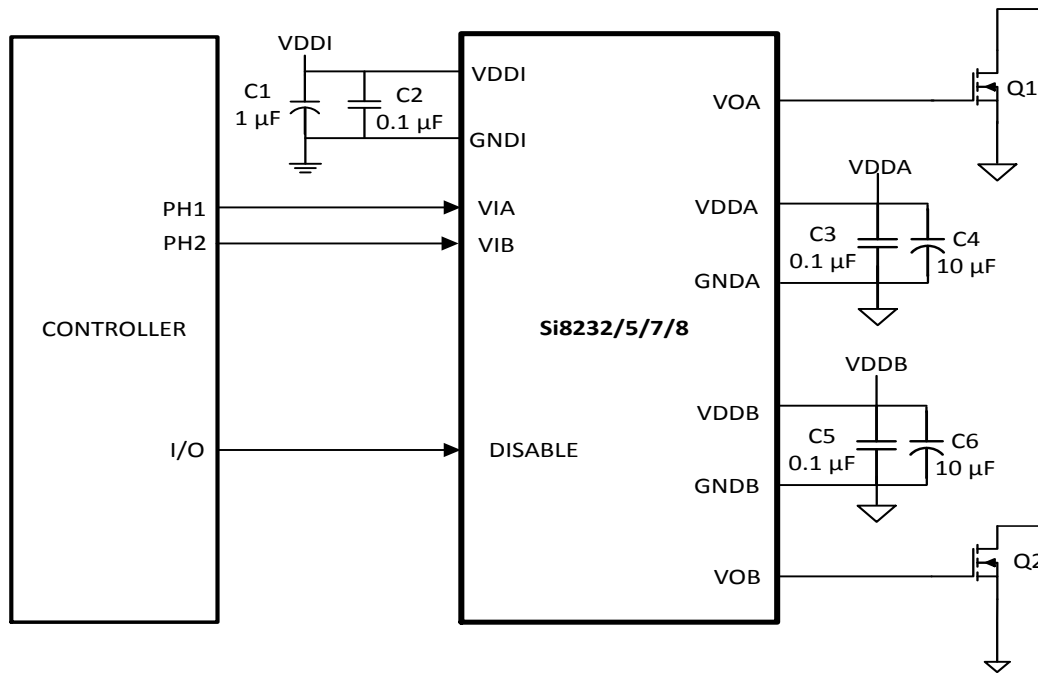 VDDI
C1
1 µF
C2
0.1 µF
VDDI
GNDI
VOA
Q1
PH1
PH2
VIA
VIB
VDDA
VDDA
C3
0.1 µF
C4
10 µF
GNDA
CONTROLLER
Si8232/5/7/8
VDDB
VDDB
C5
0.1 µF
C6
10 µF
GNDB
I/O
DISABLE
VOB
Q2